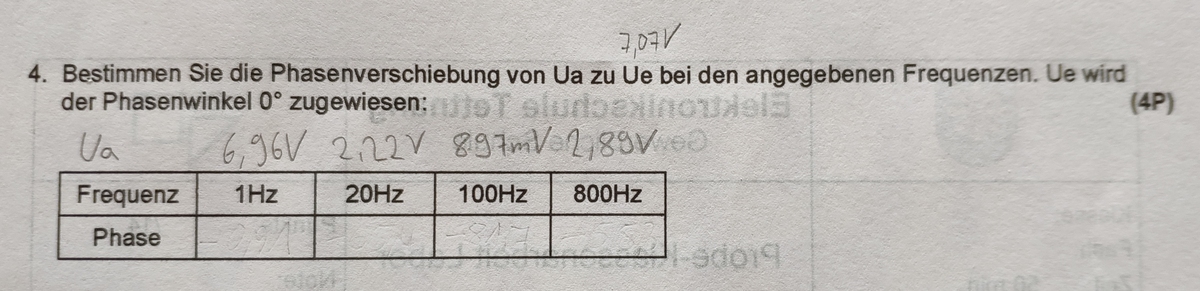 7,07V
4. Bestimmen Sie die Phasenverschiebung von Ua zu Ue bei den angegebenen Frequenzen. Ue wird
der Phasenwinkel 0° zugewiesen:
(4P)
Ua 6,96V 2,22V 897mV 2,89V
Frequenz 1Hz 20Hz 100Hz 800Hz
Phase